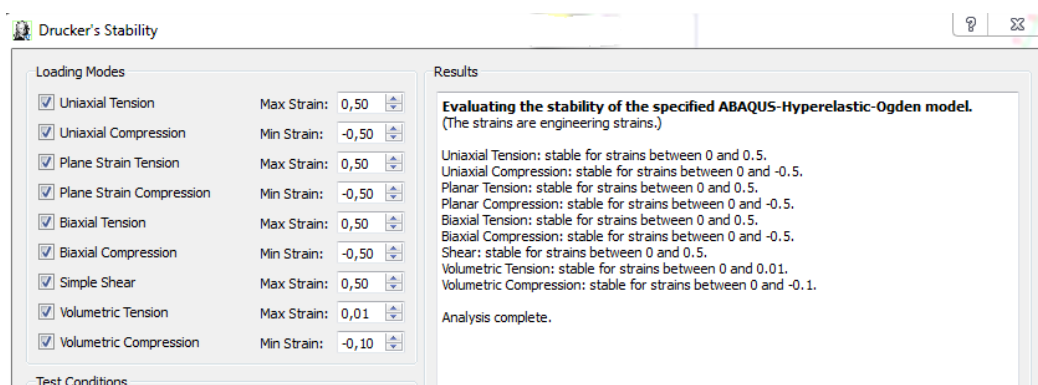 Drucker's Stability
Loading Modes
Uniaxial Tension Max Strain: 0,50
Uniaxial Compression Min Strain: -0,50
Plane Strain Tension Max Strain: 0,50
Plane Strain Compression Min Strain: -0,50
Biaxial Tension Max Strain: 0,50
Biaxial Compression Min Strain: -0,50
Simple Shear Max Strain: 0,50
Volumetric Tension Max Strain: 0,01
Volumetric Compression Min Strain: -0,10
Test Conditions
Results
Evaluating the stability of the specified ABAQUS-Hyperelastic-Ogden model.
(The strains are engineering strains.)
Uniaxial Tension: stable for strains between 0 and 0.5.
Uniaxial Compression: stable for strains between 0 and -0.5.
Planar Tension: stable for strains between 0 and 0.5.
Planar Compression: stable for strains between 0 and -0.5.
Biaxial Tension: stable for strains between 0 and 0.5.
Biaxial Compression: stable for strains between 0 and -0.5.
Shear: stable for strains between 0 and 0.5.
Volumetric Tension: stable for strains between 0 and 0.01.
Volumetric Compression: stable for strains between 0 and -0.1.
Analysis complete.